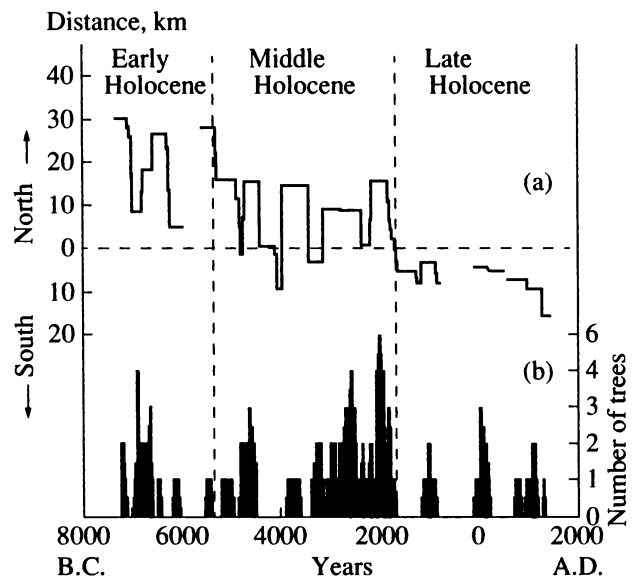 Distance, km
Early
Holocene
Middle
Holocene
Late
Holocene
40
30
20
10
0
10
20
North
South
(a)
(b)
6
5
4
3
2
1
0
Number of trees
8000 6000 4000 2000 0 2000
B.C. Years A.D.